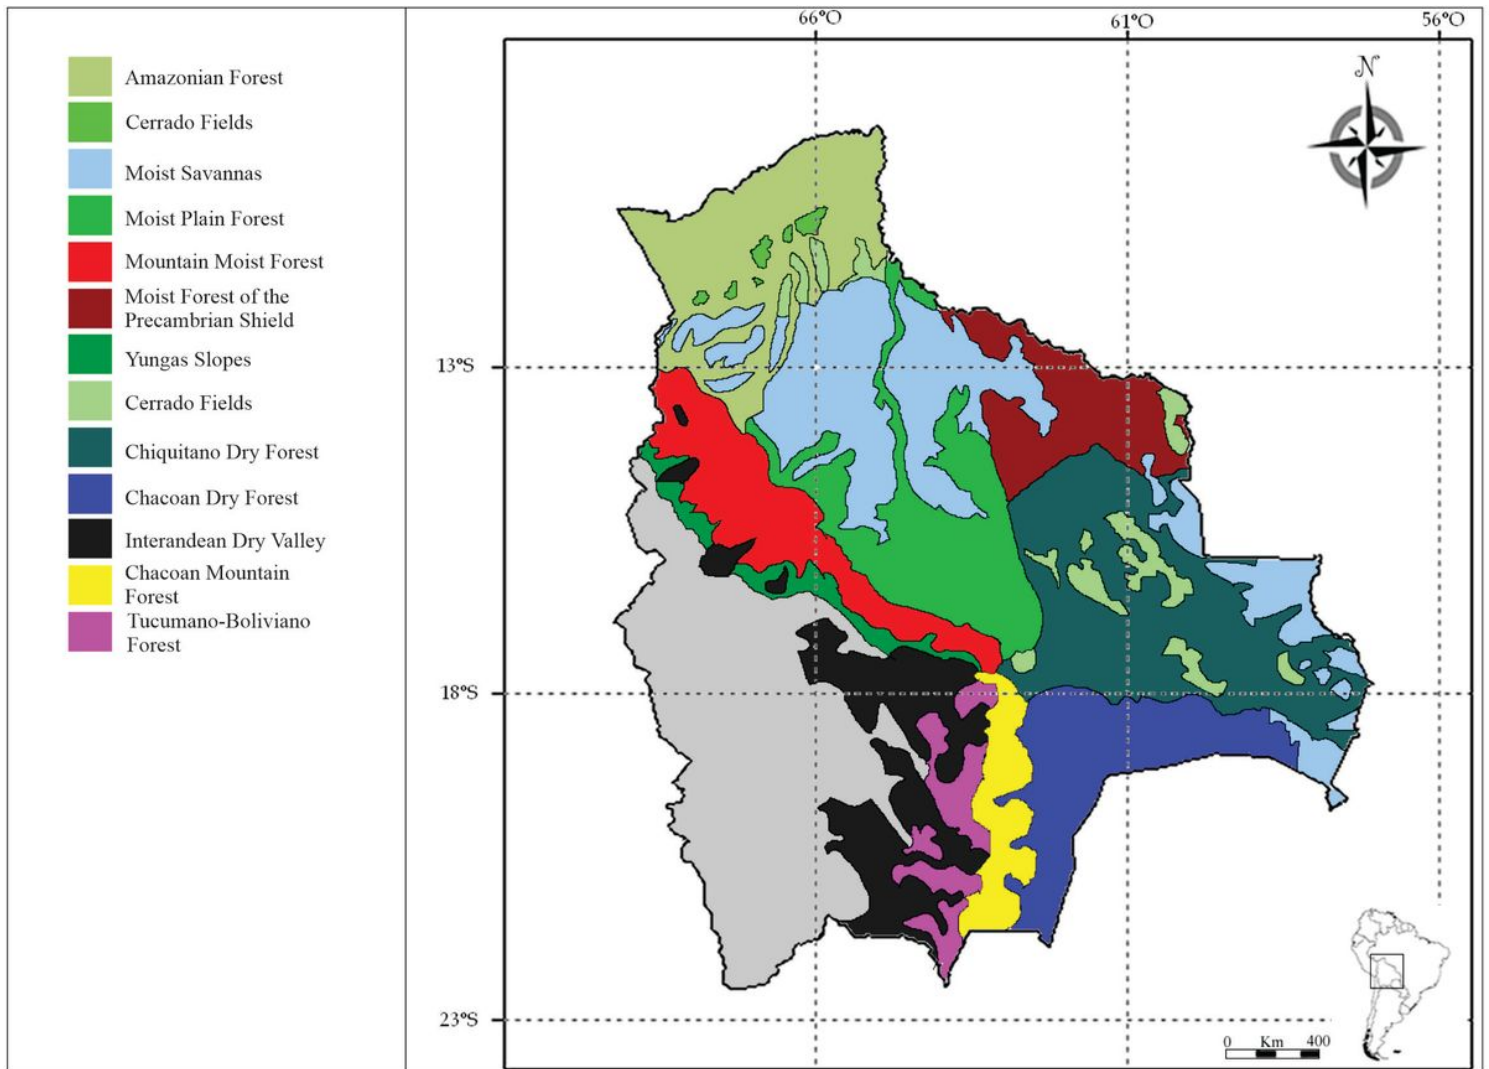 66°O
61°O
56°O
N
Amazonian Forest
Cerrado Fields
Moist Savannas
Moist Plain Forest
Mountain Moist Forest
Moist Forest of the
Precambrian Shield
Yungas Slopes
Cerrado Fields
Chiquitano Dry Forest
Chacoan Dry Forest
Interandean Dry Valley
Chacoan Mountain
Forest
Tucumano-Boliviano
Forest
13°S
18°S
23°S
0 Km 400